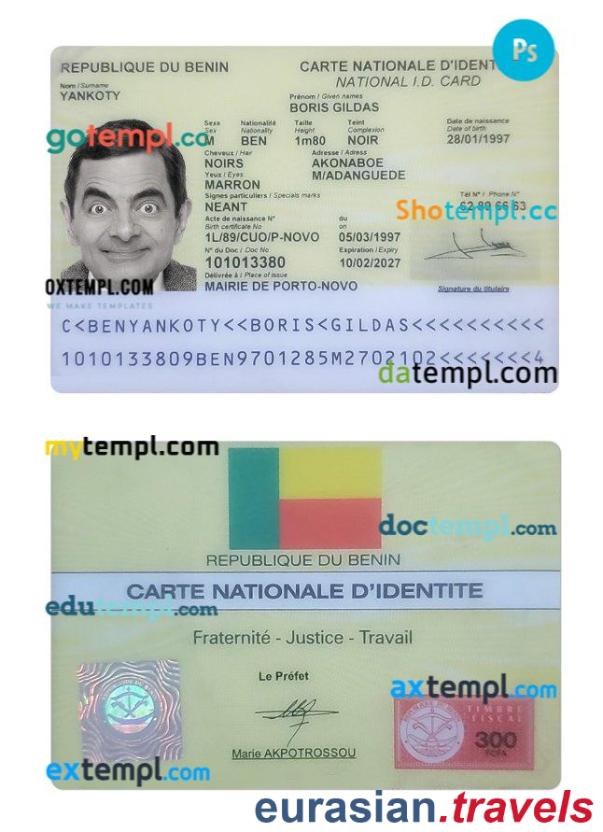 Ps
REPUBLIQUE DU BENIN
CARTE NATIONALE D'IDENT
NATIONAL I.D. CARD
Nom / Surname
YANKOTY
Prénom / Given names
BORIS GILDAS
Sexe Nationalité Taille Teint Date de naissance
Sex Nationality Height Complexion Date of birth
M BEN 1m80 NOIR 28/01/1997
gotempl.cc
Cheveux / Hair Adresse / Adress
NOIRS AKONABOE
Yeux / Eyes M/ADANGUEDE
MARRON
Signes particuliers / Specials marks Tél N° / Phone N°
NEANT 62 80 66 63
Shotempl.cc
Acte de naissance N° du
Birth certificate No on
1L/89/CUO/P-NOVO 05/03/1997
N° du Doc / Doc No Expiration / Expiry
101013380 10/02/2027
Délivrée à / Place of issue
MAIRIE DE PORTO-NOVO
Signature du titulaire
OXTEMPL.COM
WE MAKE TEMPLATES
C<BENYANKOTY<<BORIS<GILDAS<<<<<<<<<<
1010133809BEN9701285M2702102<<<<<<<4
datempl.com
mytempl.com
doctempl.com
REPUBLIQUE DU BENIN
CARTE NATIONALE D'IDENTITE
edutempl.com
Fraternité - Justice - Travail
Le Préfet
axtempl.com
TIMBRE
FISCAL
300
FCFA
Marie AKPOTROSSOU
extempl.com
eurasian.travels